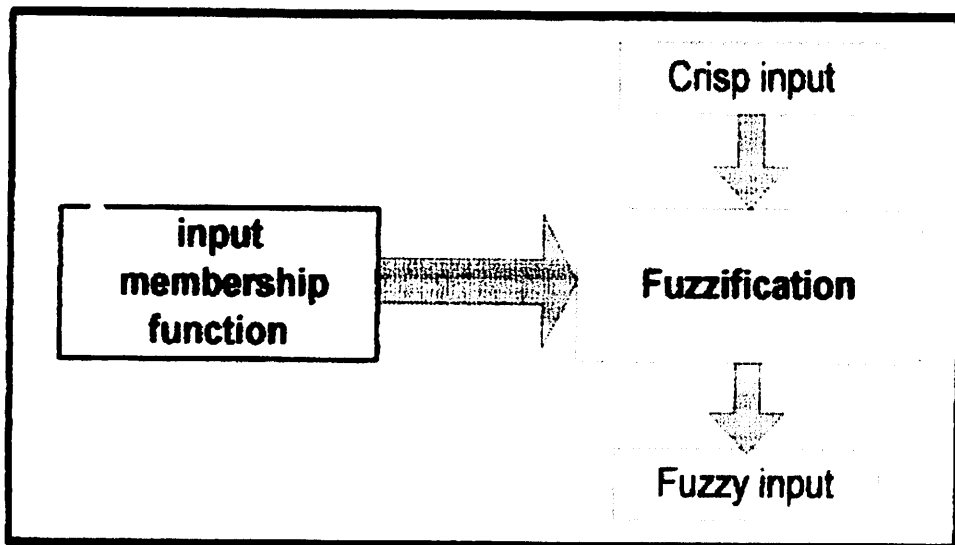 Crisp input
input
membership
function
Fuzzification
Fuzzy input